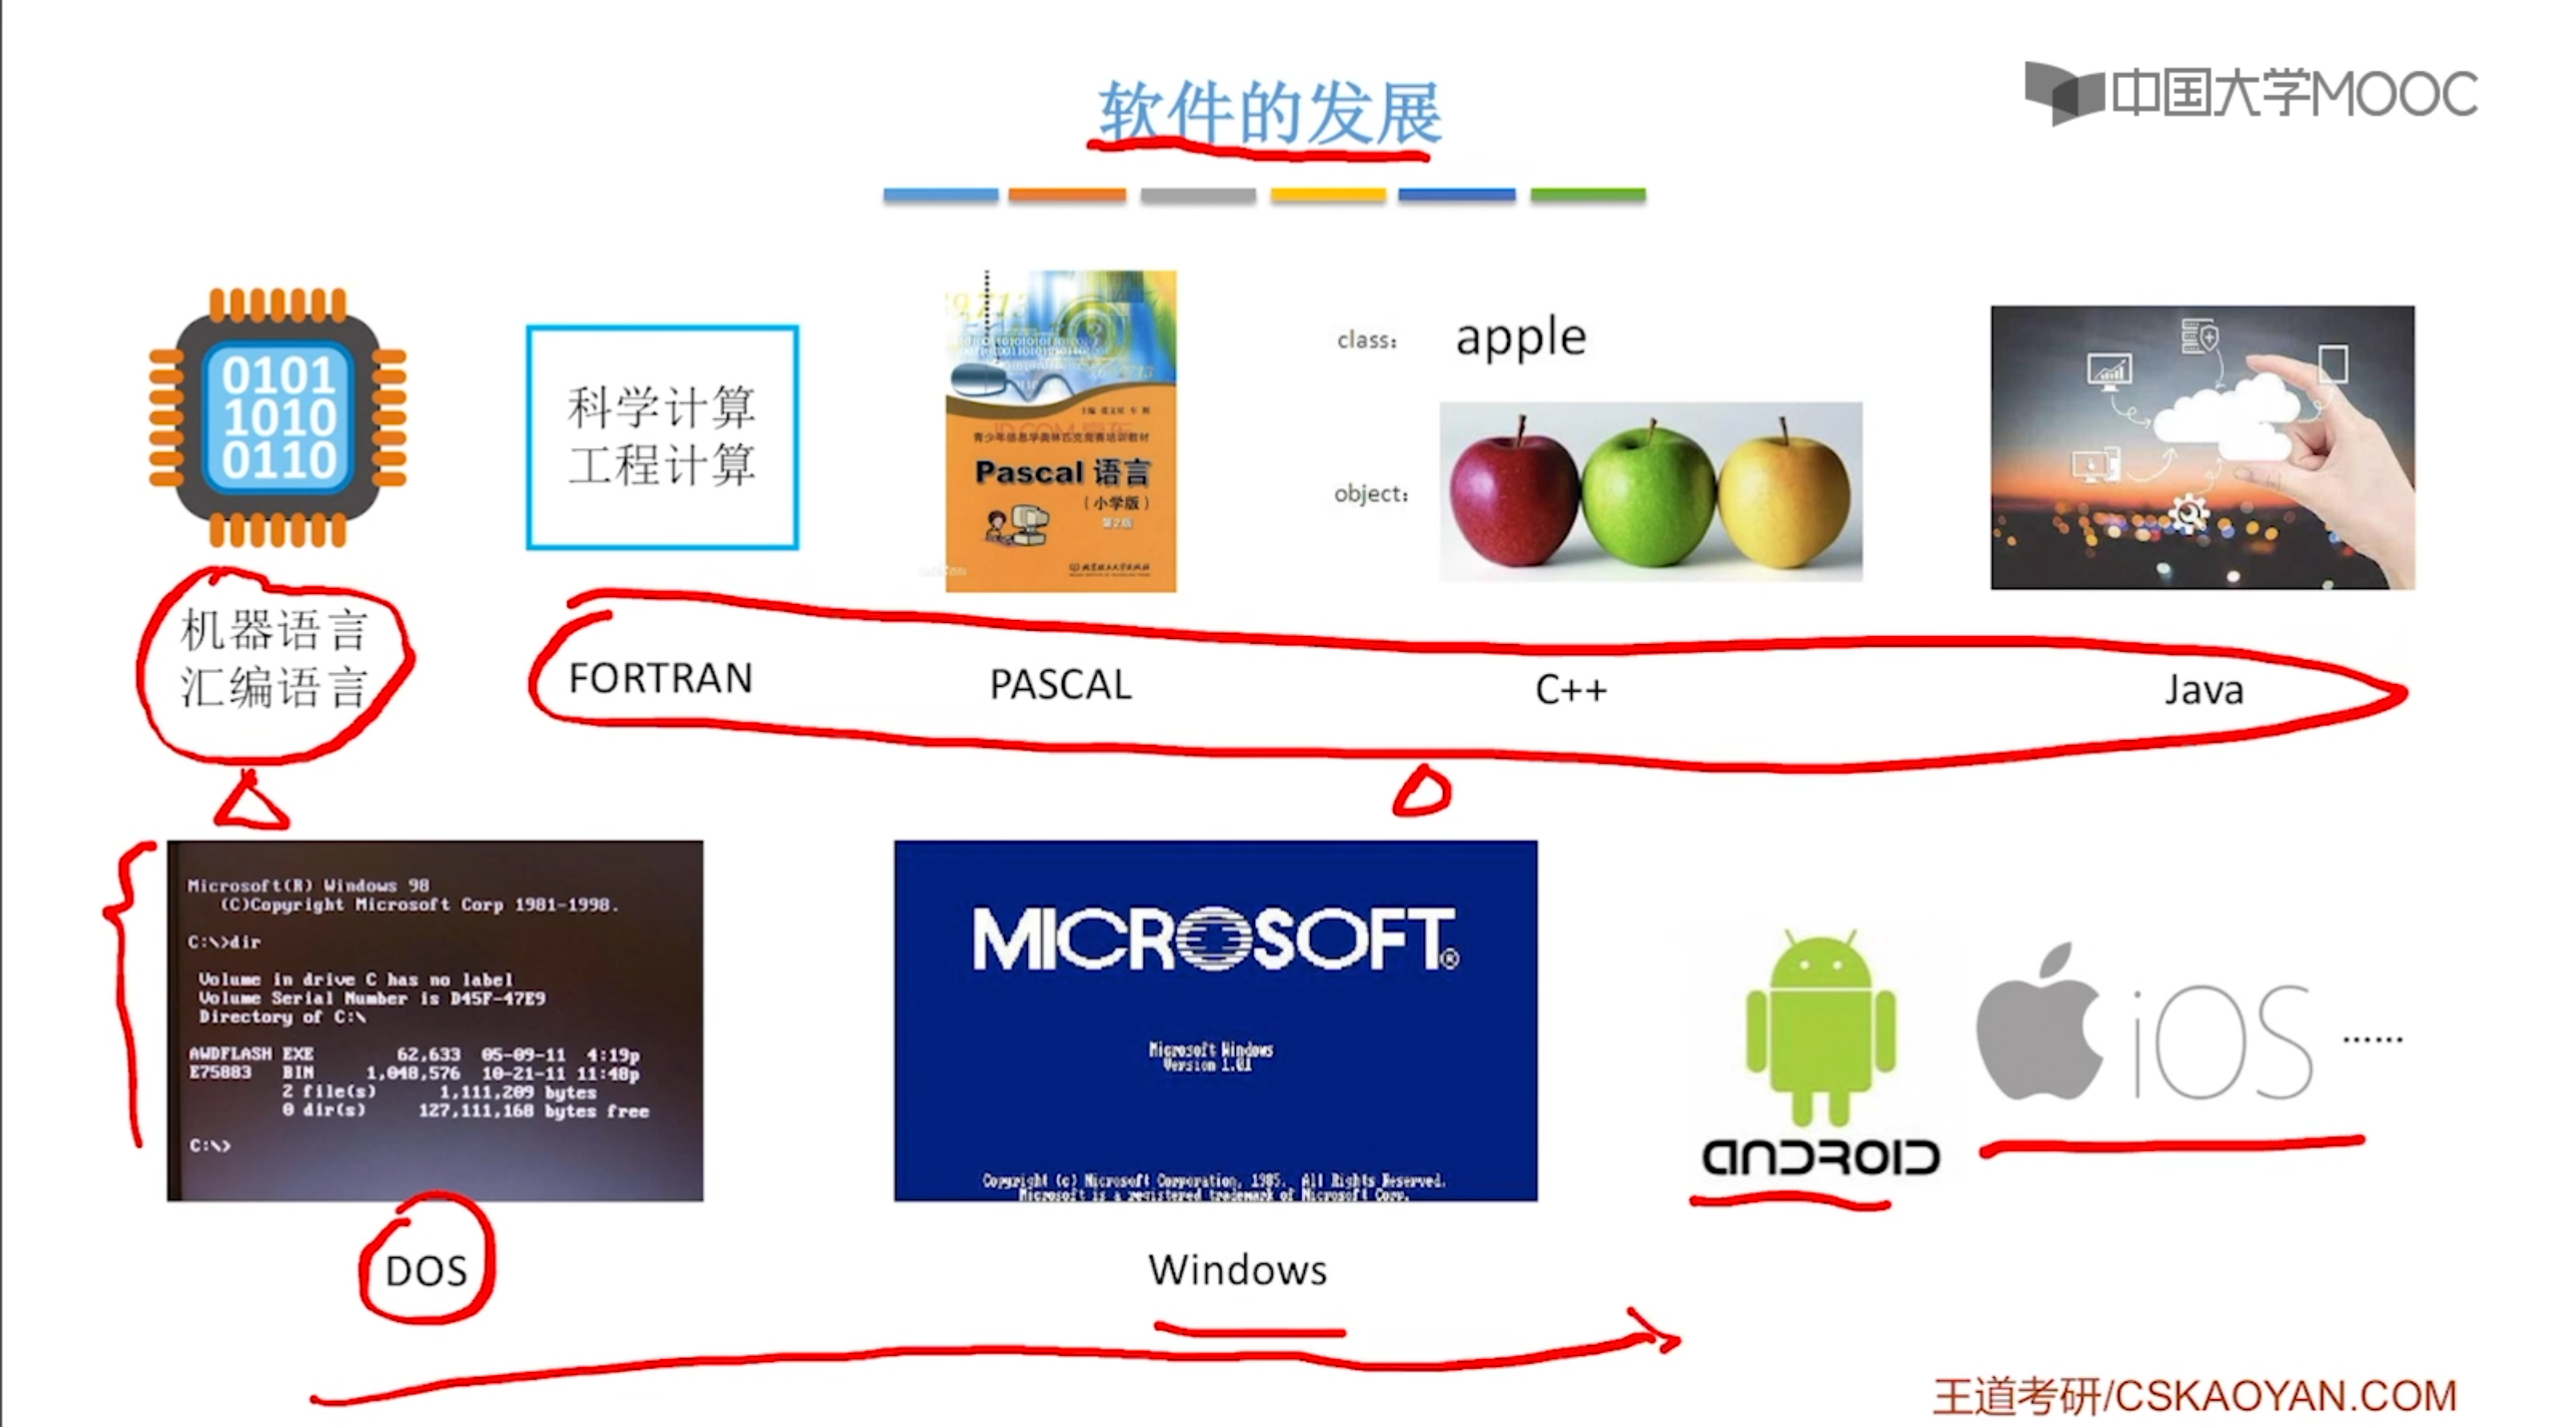 软件的发展
中国大学MOOC
0101
1010
0110
科学计算
工程计算
Pascal 语言
（小学版）
第2版
class:
apple
object:
机器语言
汇编语言
FORTRAN
PASCAL
C++
Java
Microsoft(R) Windows 98
(C)Copyright Microsoft Corp 1981-1998.
C:\>dir
Volume in drive C has no label
Volume Serial Number is D45F-47E9
Directory of C:\
AWDFLASH EXE 62,633 05-09-11 4:19p
E75883 BIN 1,048,576 10-21-11 11:48p
2 file(s) 1,111,209 bytes
0 dir(s) 127,111,168 bytes free
C:\>
DOS
MICROSOFT®
Microsoft Windows
Version 1.01
Copyright (c) Microsoft Corporation, 1985. All Rights Reserved.
Microsoft is a registered trademark of Microsoft Corp.
Windows
ANDROID
iOS
......
王道考研/CSKAOYAN.COM